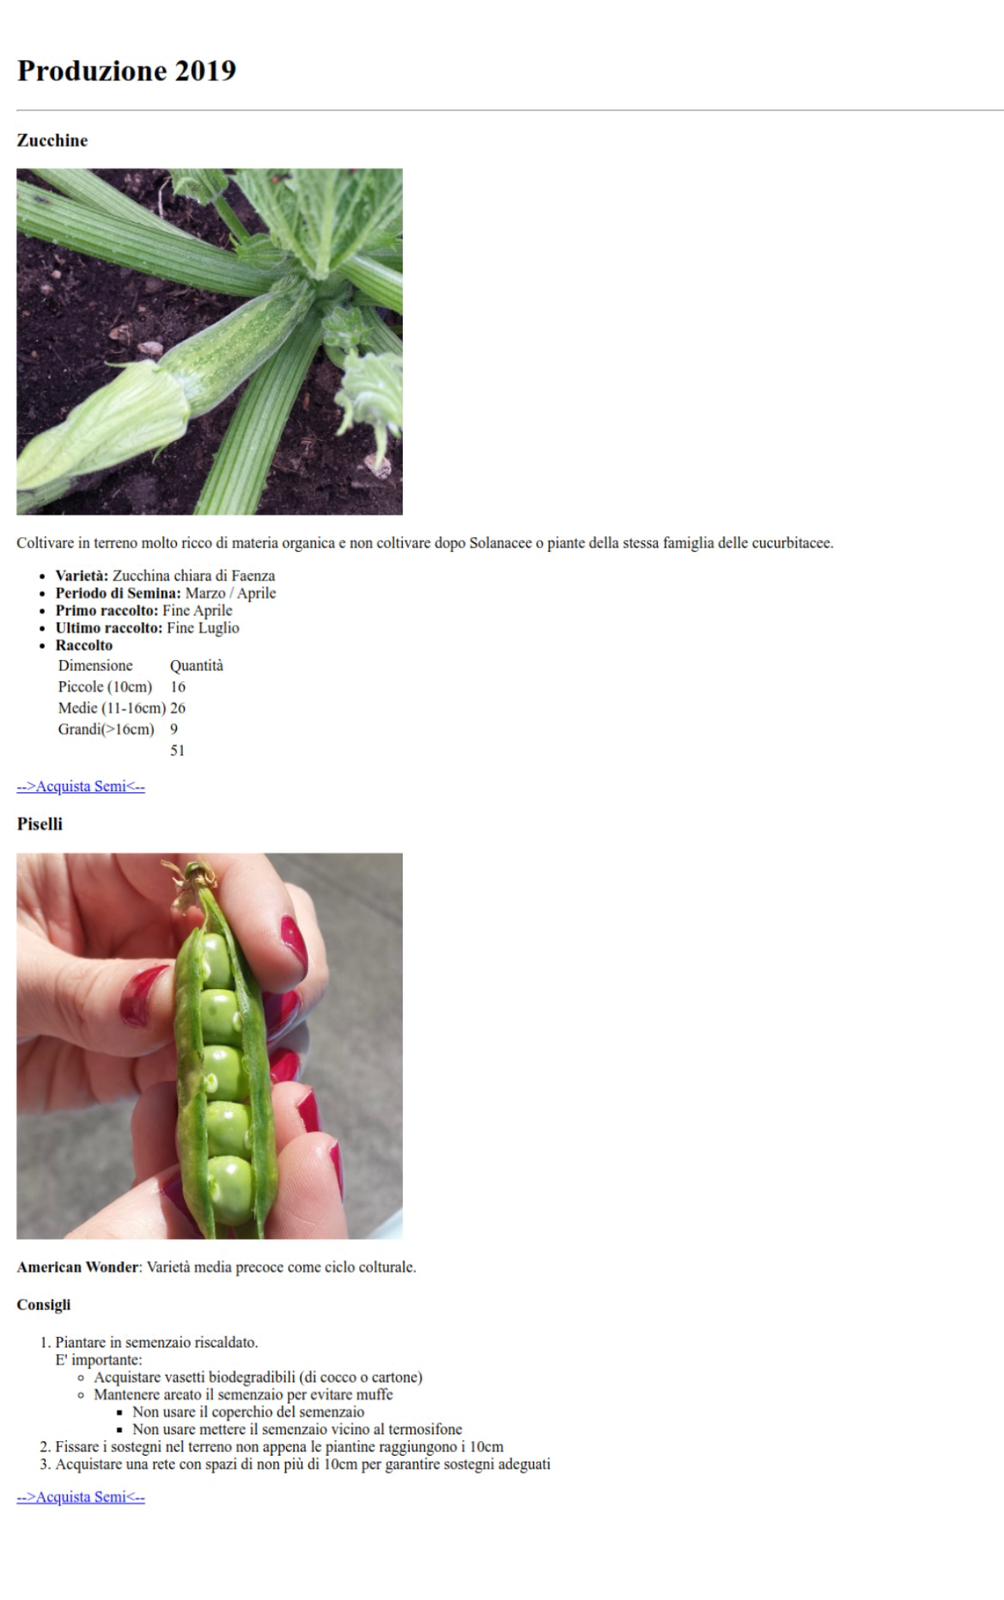 Produzione 2019
Zucchine
Coltivare in terreno molto ricco di materia organica e non coltivare dopo Solanacee o piante della stessa famiglia delle cucurbitacee.
• Varietà: Zucchina chiara di Faenza
• Periodo di Semina: Marzo / Aprile
• Primo raccolto: Fine Aprile
• Ultimo raccolto: Fine Luglio
• Raccolto
Dimensione Quantità
Piccole (10cm) 16
Medie (11-16cm) 26
Grandi(>16cm) 9
51
-->Acquista Semi<--
Piselli
American Wonder: Varietà media precoce come ciclo colturale.
Consigli
1. Piantare in semenzaio riscaldato.
E' importante:
◦ Acquistare vasetti biodegradibili (di cocco o cartone)
◦ Mantenere areato il semenzaio per evitare muffe
▪ Non usare il coperchio del semenzaio
▪ Non usare mettere il semenzaio vicino al termosifone
2. Fissare i sostegni nel terreno non appena le piantine raggiungono i 10cm
3. Acquistare una rete con spazi di non più di 10cm per garantire sostegni adeguati
-->Acquista Semi<--